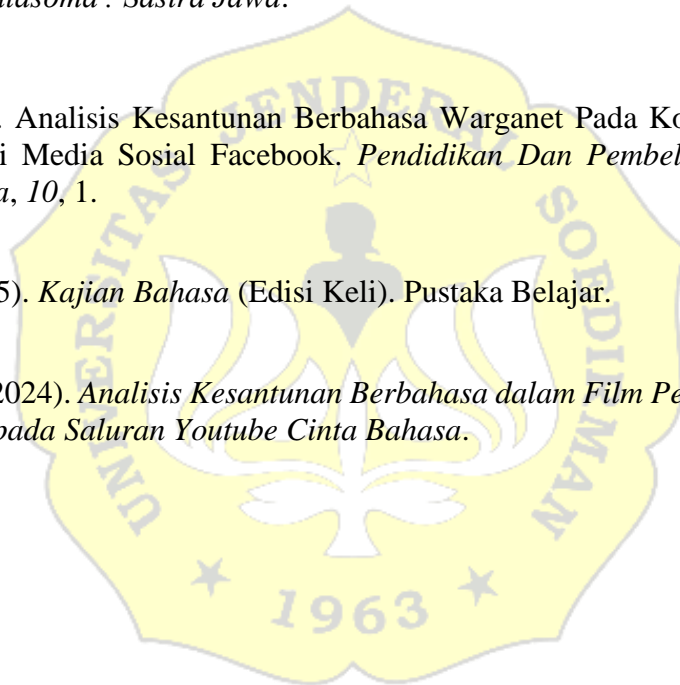 : Sastra Jawa.
. Analisis Kesantunan Berbahasa Warganet Pada Ko
i Media Sosial Facebook. Pendidikan Dan Pembel
a, 10, 1.
5). Kajian Bahasa (Edisi Keli). Pustaka Belajar.
2024). Analisis Kesantunan Berbahasa dalam Film Pe
pada Saluran Youtube Cinta Bahasa.
UNIVERSITAS JENDERAL SOEDIRMAN
1963